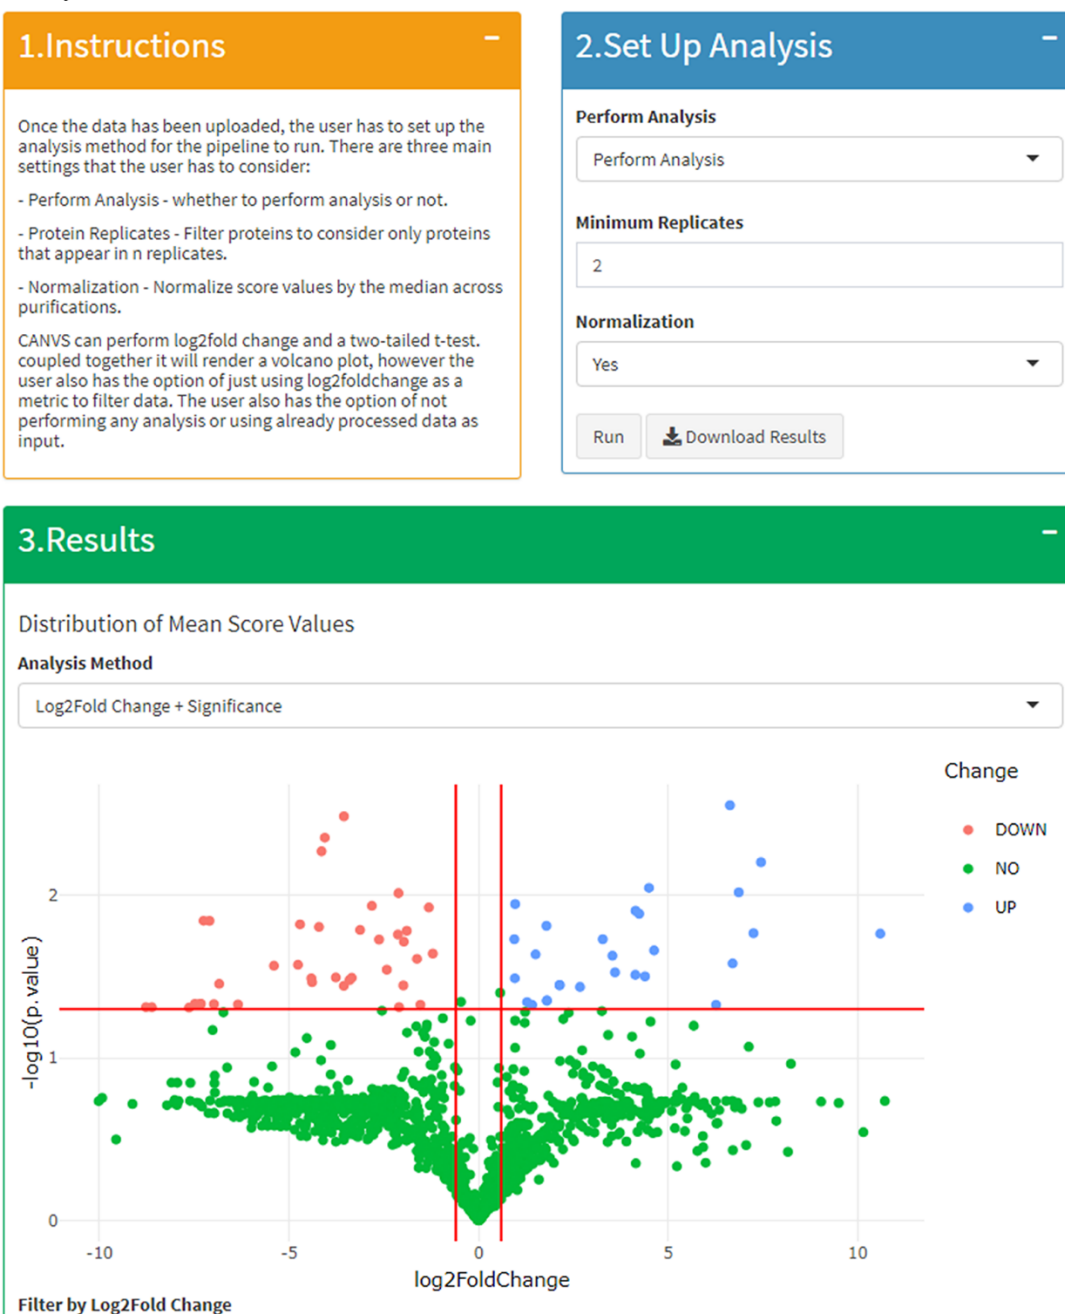 1.Instructions
Once the data has been uploaded, the user has to set up the
analysis method for the pipeline to run. There are three main
settings that the user has to consider:
- Perform Analysis - whether to perform analysis or not.
- Protein Replicates - Filter proteins to consider only proteins
that appear in n replicates.
- Normalization - Normalize score values by the median across
purifications.
CANVS can perform log2fold change and a two-tailed t-test.
coupled together it will render a volcano plot, however the
user also has the option of just using log2foldchange as a
metric to filter data. The user also has the option of not
performing any analysis or using already processed data as
input.
2.Set Up Analysis
Perform Analysis
Perform Analysis
Minimum Replicates
2
Normalization
Yes
Run
Download Results
3.Results
Distribution of Mean Score Values
Analysis Method
Log2Fold Change + Significance
Change
DOWN
NO
UP
-log10(p.value)
2
1
0
-10
-5
0
5
10
log2FoldChange
Filter by Log2Fold Change